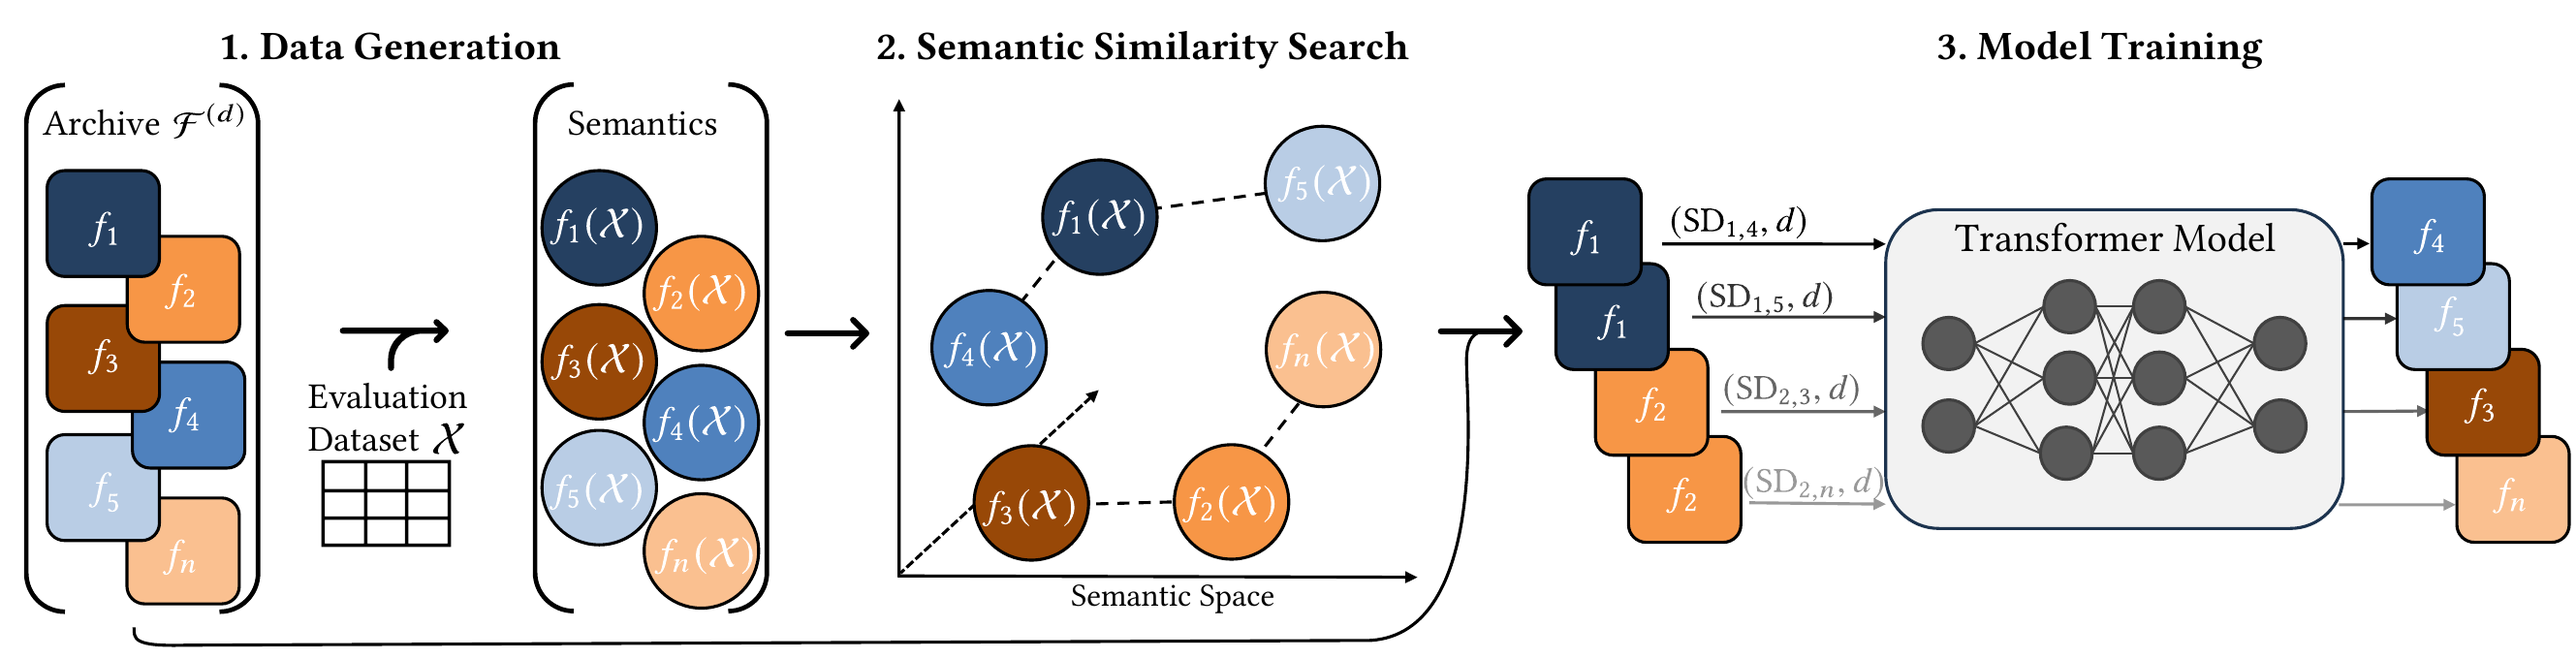 1. Data Generation
Archive ℱ^(d)
f₁
f₂
f₃
f₄
f₅
fₙ
Evaluation
Dataset 𝒳
Semantics
f₁(𝒳)
f₂(𝒳)
f₃(𝒳)
f₄(𝒳)
f₅(𝒳)
fₙ(𝒳)
2. Semantic Similarity Search
f₅(𝒳)
f₁(𝒳)
f₄(𝒳)
fₙ(𝒳)
f₃(𝒳)
f₂(𝒳)
Semantic Space
3. Model Training
f₁
(SD₁,₄, d)
f₁
(SD₁,₅, d)
f₂
(SD₂,₃, d)
f₂
(SD₂,ₙ, d)
Transformer Model
f₄
f₅
f₃
fₙ